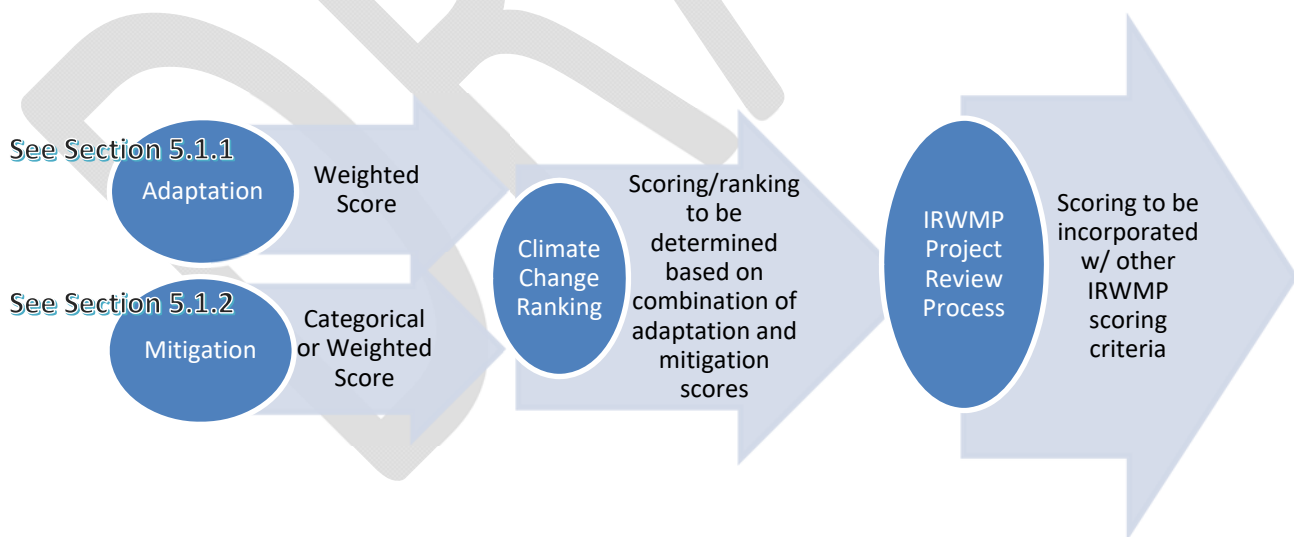 See Section 5.1.1
Adaptation
Weighted
Score
See Section 5.1.2
Mitigation
Categorical
or Weighted
Score
Climate
Change
Ranking
Scoring/ranking
to be
determined
based on
combination of
adaptation and
mitigation
scores
IRWMP
Project
Review
Process
Scoring to be
incorporated
w/ other
IRWMP
scoring
criteria